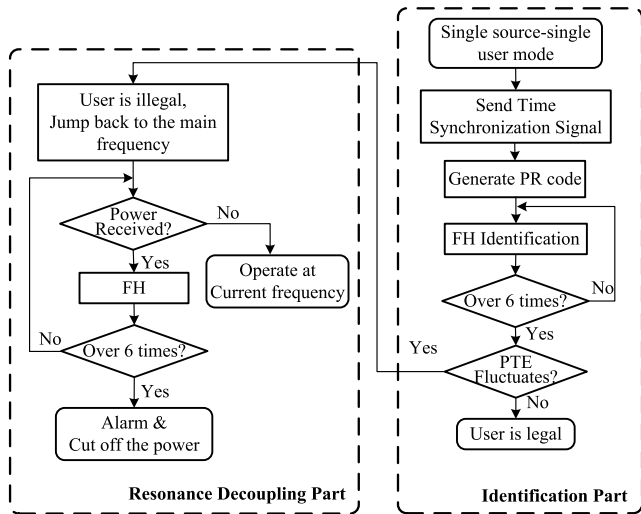 Single source-single
user mode
Send Time
Synchronization Signal
Generate PR code
FH Identification
Over 6 times?
No
Yes
PTE
Fluctuates?
Yes
No
User is legal
Identification Part
User is illegal,
Jump back to the main
frequency
Power
Received?
No
Operate at
Current frequency
Yes
FH
Over 6 times?
No
Yes
Alarm &
Cut off the power
Resonance Decoupling Part